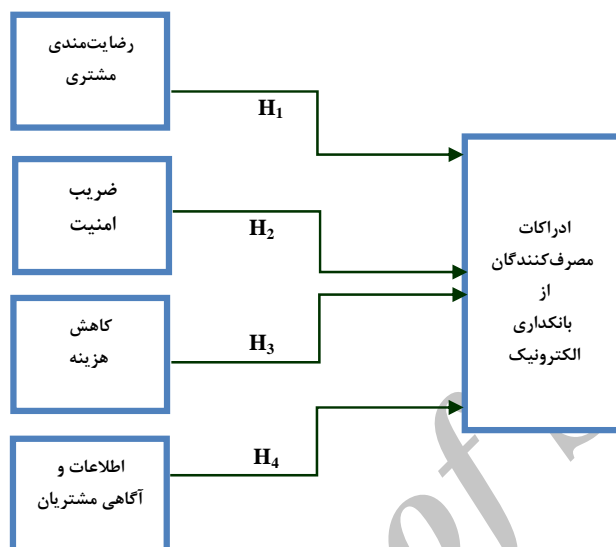 رضایت‌مندی
مشتری
H₁
ضریب
امنیت
H₂
کاهش
هزینه
H₃
اطلاعات و
آگاهی مشتریان
H₄
ادراکات
مصرف‌کنندگان
از
بانکداری
الکترونیک
of